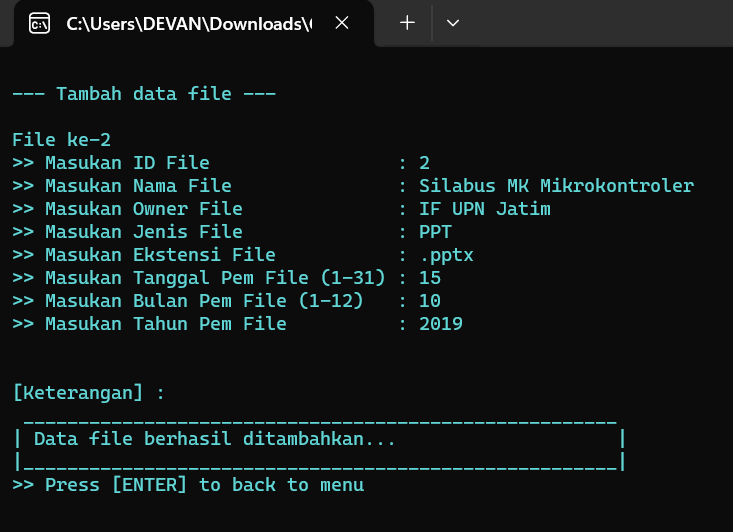 C:\Users\DEVAN\Downloads\
--- Tambah data file ---
File ke-2
>> Masukan ID File : 2
>> Masukan Nama File : Silabus MK Mikrokontroler
>> Masukan Owner File : IF UPN Jatim
>> Masukan Jenis File : PPT
>> Masukan Ekstensi File : .pptx
>> Masukan Tanggal Pem File (1-31) : 15
>> Masukan Bulan Pem File (1-12) : 10
>> Masukan Tahun Pem File : 2019
[Keterangan] :
| Data file berhasil ditambahkan... |
>> Press [ENTER] to back to menu